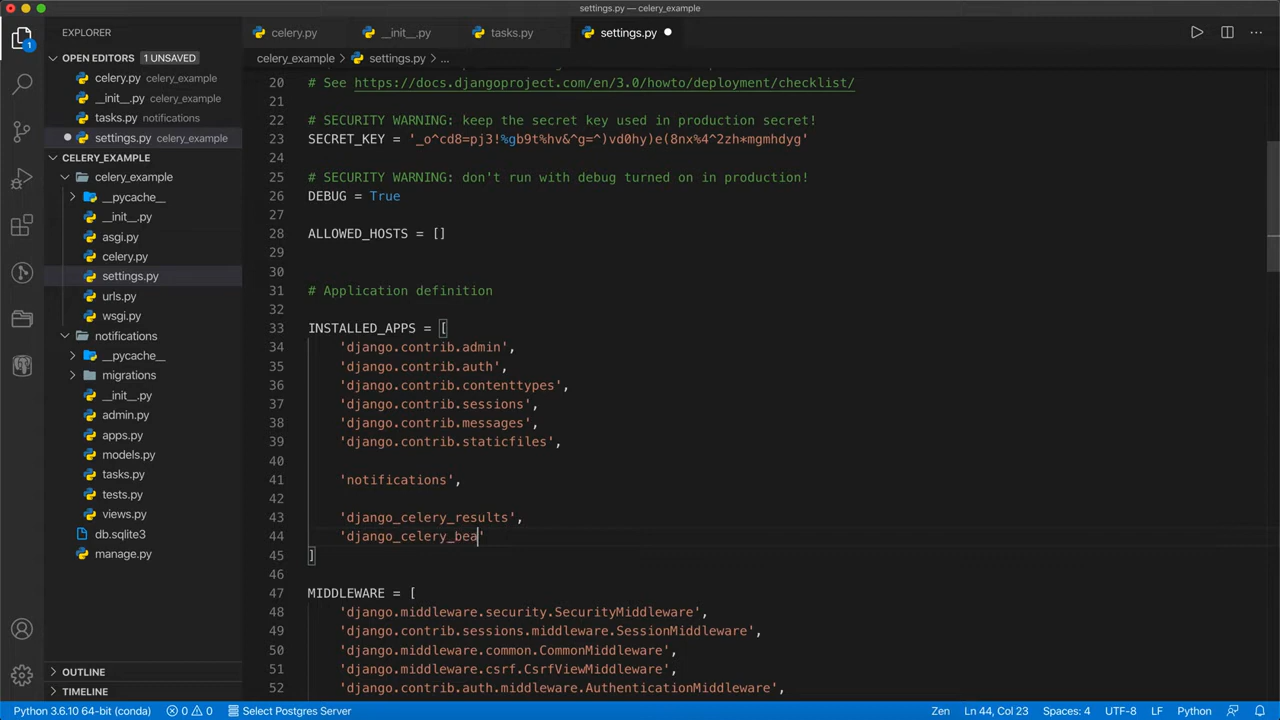 settings.py — celery_example
EXPLORER
celery.py
__init__.py
tasks.py
settings.py
OPEN EDITORS
1 UNSAVED
celery.py celery_example
__init__.py celery_example
tasks.py notifications
settings.py celery_example
1
CELERY_EXAMPLE
celery_example
__pycache__
__init__.py
asgi.py
celery.py
settings.py
urls.py
wsgi.py
notifications
__pycache__
migrations
__init__.py
admin.py
apps.py
models.py
tasks.py
tests.py
views.py
db.sqlite3
manage.py
OUTLINE
TIMELINE
celery_example > settings.py > ...
20 # See https://docs.djangoproject.com/en/3.0/howto/deployment/checklist/
21
22 # SECURITY WARNING: keep the secret key used in production secret!
23 SECRET_KEY = '_o^cd8=pj3!%gb9t%hv&^g=^)vd0hy)e(8nx%4^2zh*mgmhdyg'
24
25 # SECURITY WARNING: don't run with debug turned on in production!
26 DEBUG = True
27
28 ALLOWED_HOSTS = []
29
30
31 # Application definition
32
33 INSTALLED_APPS = [
34 'django.contrib.admin',
35 'django.contrib.auth',
36 'django.contrib.contenttypes',
37 'django.contrib.sessions',
38 'django.contrib.messages',
39 'django.contrib.staticfiles',
40
41 'notifications',
42
43 'django_celery_results',
44 'django_celery_bea'
45 ]
46
47 MIDDLEWARE = [
48 'django.middleware.security.SecurityMiddleware',
49 'django.contrib.sessions.middleware.SessionMiddleware',
50 'django.middleware.common.CommonMiddleware',
51 'django.middleware.csrf.CsrfViewMiddleware',
52 'django.contrib.auth.middleware.AuthenticationMiddleware',
Python 3.6.10 64-bit (conda) 0 0 Select Postgres Server Zen Ln 44, Col 23 Spaces: 4 UTF-8 LF Python